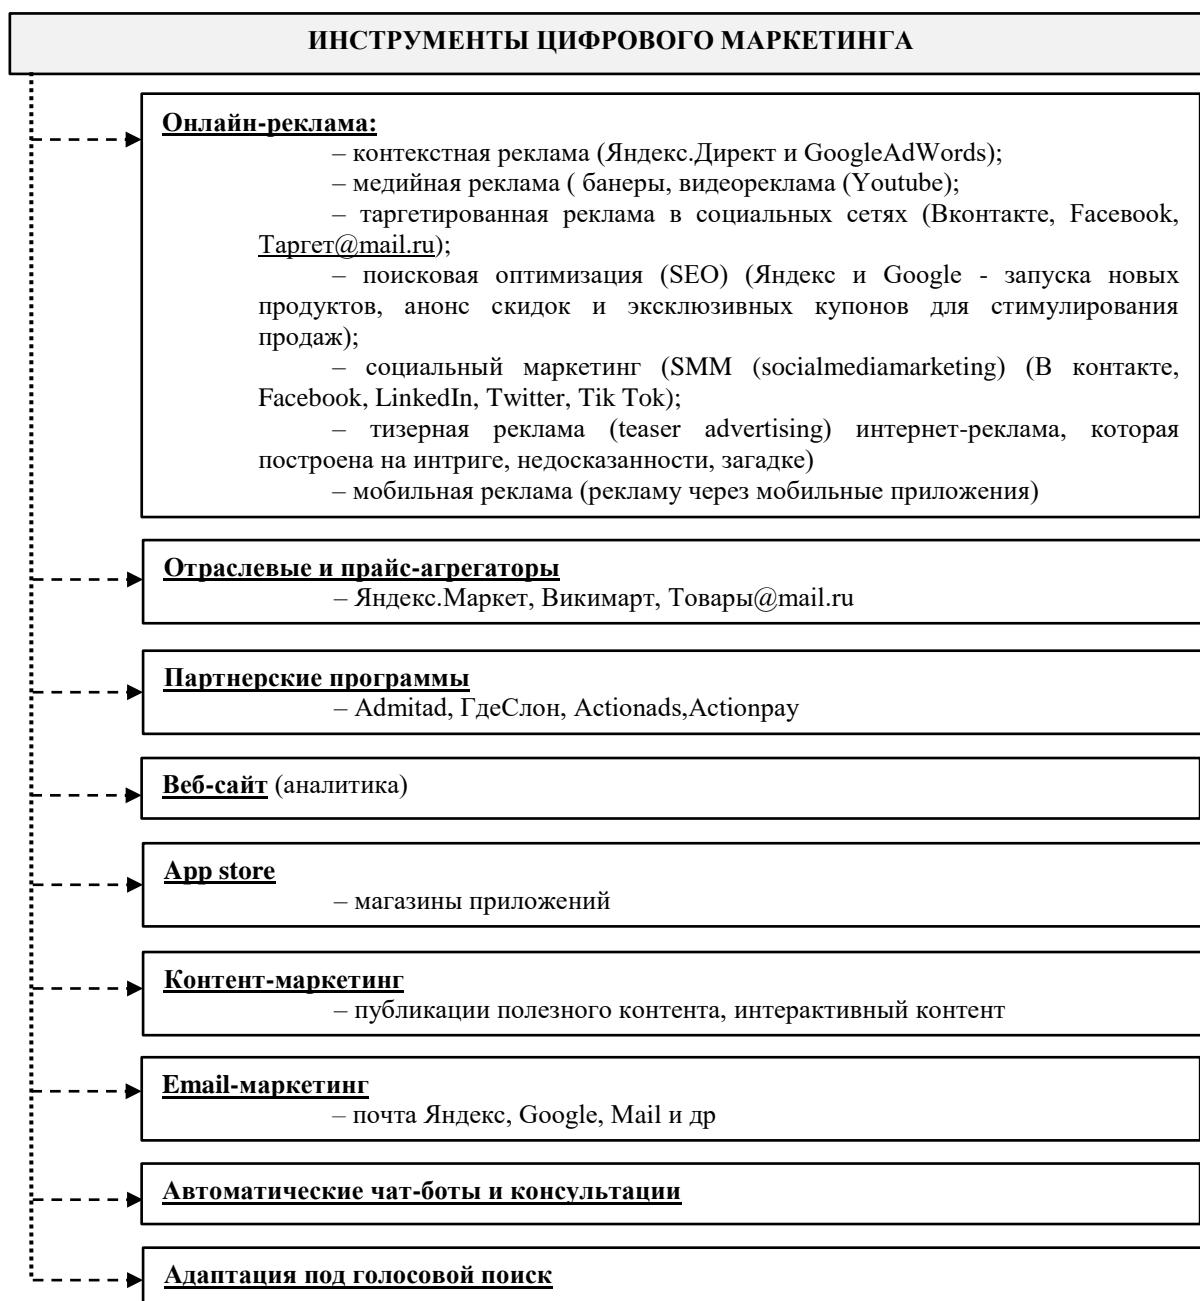 ИНСТРУМЕНТЫ ЦИФРОВОГО МАРКЕТИНГА
Онлайн-реклама:
– контекстная реклама (Яндекс.Директ и GoogleAdWords);
– медийная реклама ( банеры, видеореклама (Youtube);
– таргетированная реклама в социальных сетях (Вконтакте, Facebook,
Таргет@mail.ru);
– поисковая оптимизация (SEO) (Яндекс и Google - запуска новых
продуктов, анонс скидок и эксклюзивных купонов для стимулирования
продаж);
– социальный маркетинг (SMM (socialmediamarketing) (В контакте,
Facebook, LinkedIn, Twitter, Tik Tok);
– тизерная реклама (teaser advertising) интернет-реклама, которая
построена на интриге, недосказанности, загадке)
– мобильная реклама (рекламу через мобильные приложения)
Отраслевые и прайс-агрегаторы
– Яндекс.Маркет, Викимарт, Товары@mail.ru
Партнерские программы
– Admitad, ГдеСлон, Actionads,Actionpay
Веб-сайт (аналитика)
App store
– магазины приложений
Контент-маркетинг
– публикации полезного контента, интерактивный контент
Email-маркетинг
– почта Яндекс, Google, Mail и др
Автоматические чат-боты и консультации
Адаптация под голосовой поиск